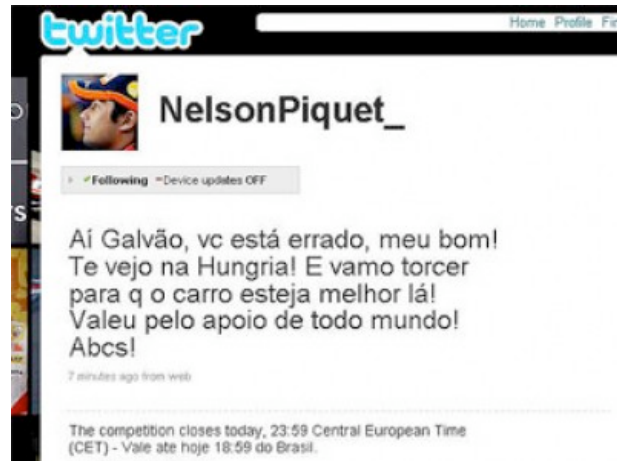 twitter
Home Profile
NelsonPiquet_
Following Device updates OFF
Aí Galvão, vc está errado, meu bom!
Te vejo na Hungria! E vamo torcer
para q o carro esteja melhor lá!
Valeu pelo apoio de todo mundo!
Abcs!
7 minutes ago from web
The competition closes today, 23:59 Central European Time
(CET) - Vale ate hoje 18:59 do Brasil.